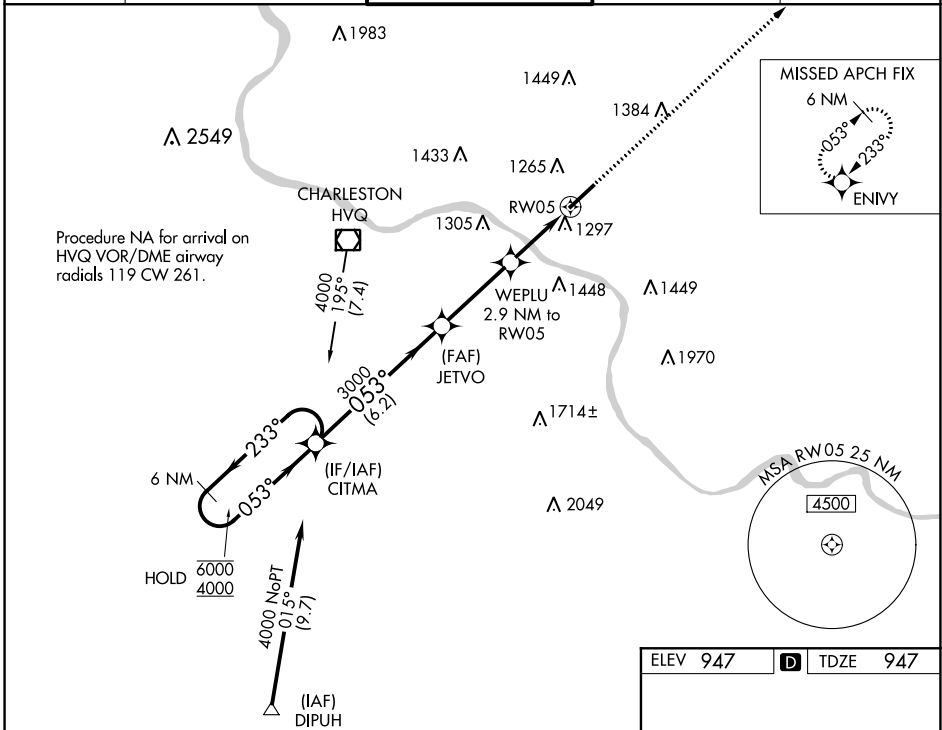 1983
1449
1384
MISSED APCH FIX
6 NM
053°
233°
ENIVY
2549
1433
1265
CHARLESTON
HVQ
RW05
1305
1297
Procedure NA for arrival on
HVQ VOR/DME airway
radials 119 CW 261.
4000
195°
(7.4)
WEPLU
2.9 NM to
RW05
1448
1449
(FAF)
JETVO
1970
3000
053°
(6.2)
1714±
233°
053°
6 NM
(IF/IAF)
CITMA
MSA RW05 25 NM
4500
2049
HOLD
6000
4000
4000 NoPT
015°
(9.7)
(IAF)
DIPUH
ELEV 947
D
TDZE 947